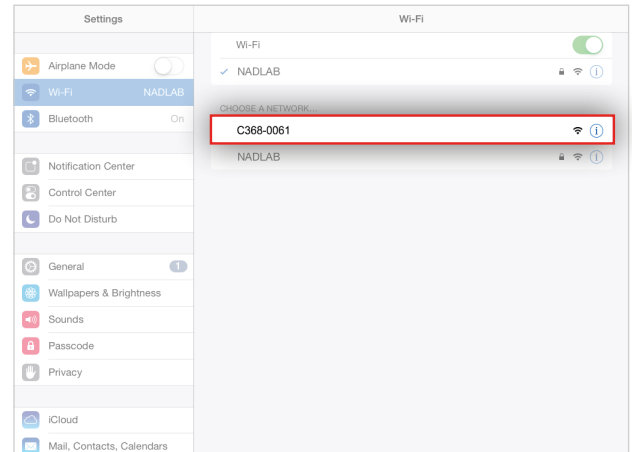 Settings
Wi-Fi
Airplane Mode
Wi-Fi NADLAB
Bluetooth On
Notification Center
Control Center
Do Not Disturb
General 1
Wallpapers & Brightness
Sounds
Passcode
Privacy
iCloud
Mail, Contacts, Calendars
Wi-Fi
NADLAB
CHOOSE A NETWORK...
C368-0061
NADLAB